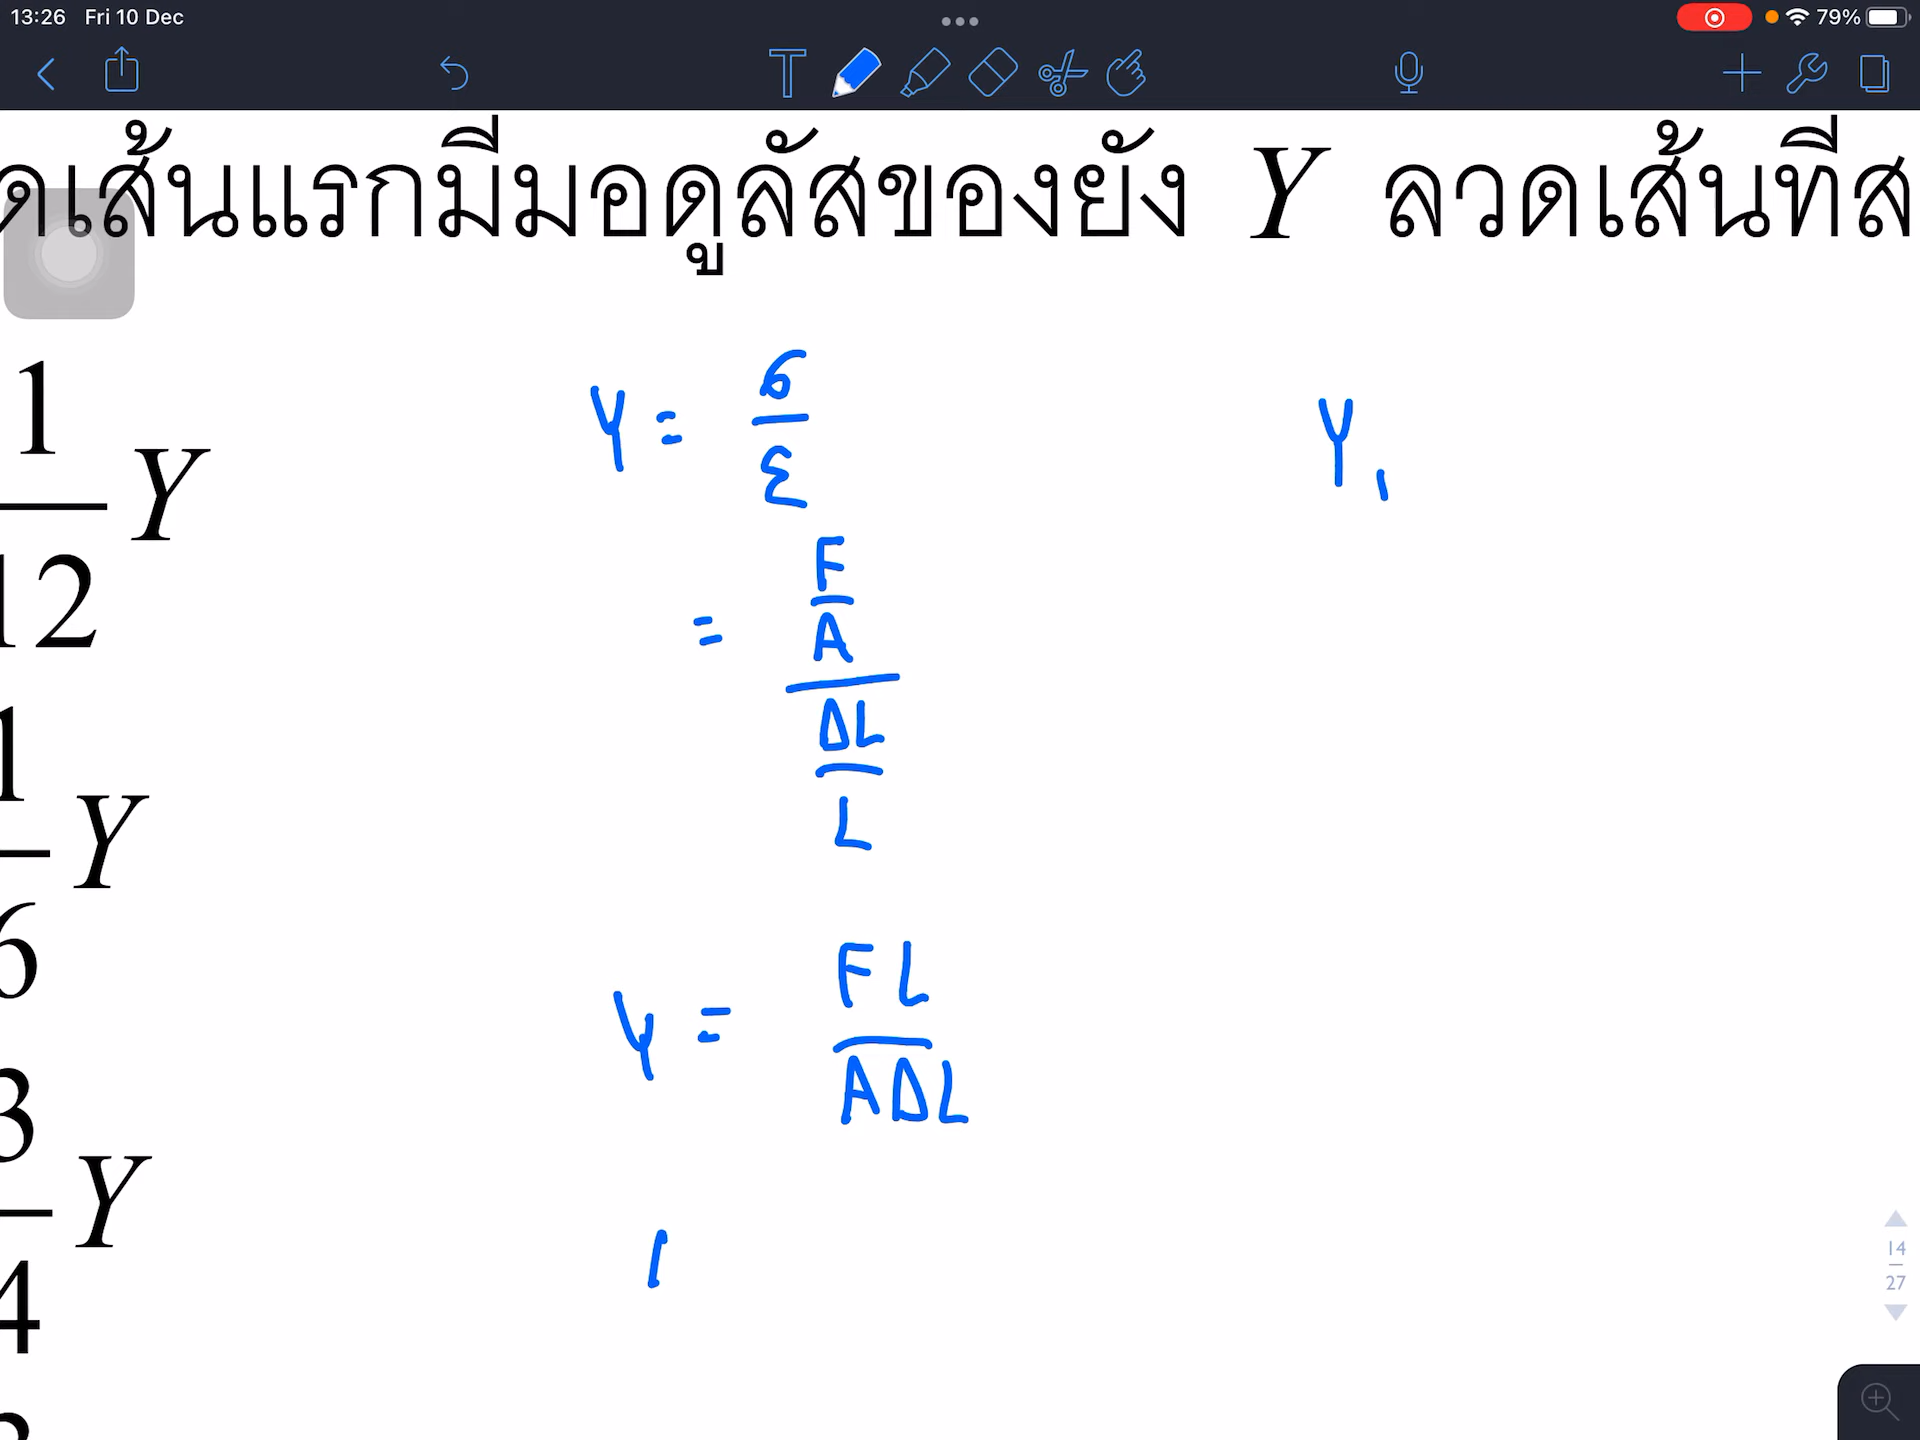 13:26 Fri 10 Dec
79%
ดเส้นแรกมีมอดูลัสของยัง Y ลวดเส้นที่ส
1
12
Y
1
6
Y
3
4
Y
Y = σ
ε
Y1
= F
A
ΔL
L
Y = FL
AΔL
14
27